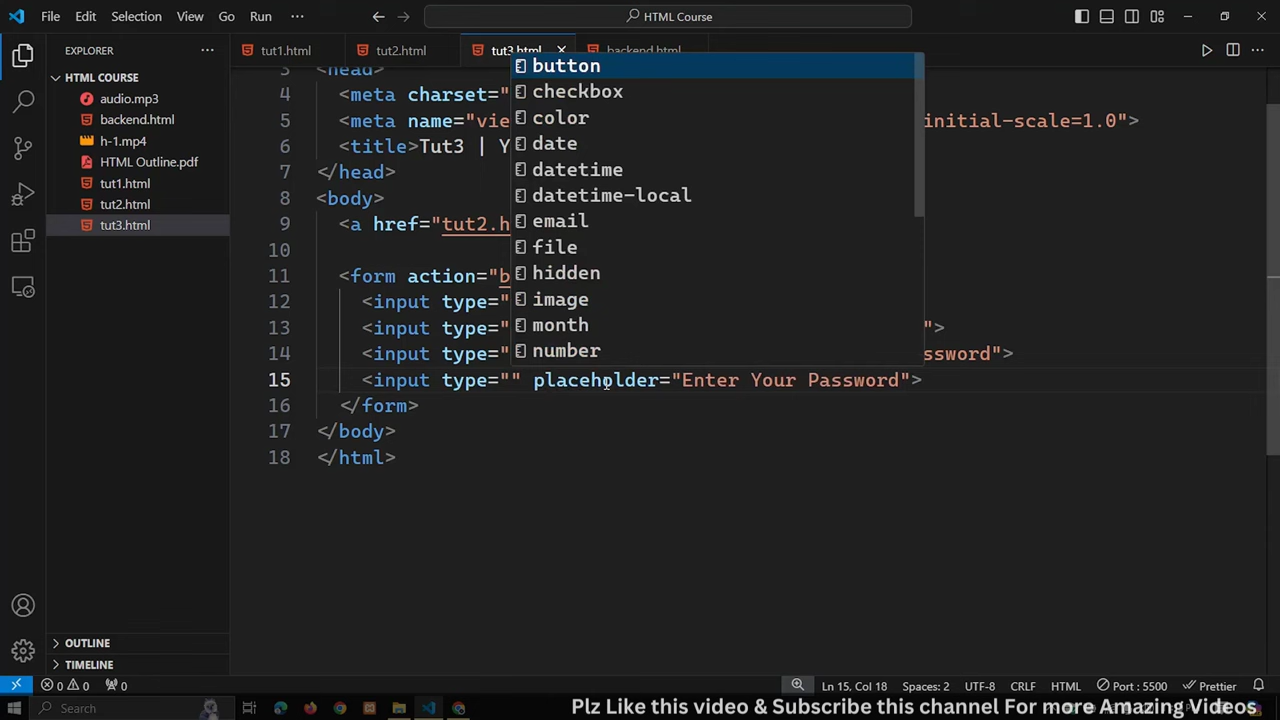 File Edit Selection View Go Run ··· HTML Course
EXPLORER ··· tut1.html tut2.html tut3.html backend.html
HTML COURSE
audio.mp3
backend.html
h-1.mp4
HTML Outline.pdf
tut1.html
tut2.html
tut3.html
3 <head>
4 <meta charset="
5 <meta name="vie initial-scale=1.0">
6 <title>Tut3 | Y
7 </head>
8 <body>
9 <a href="tut2.h
10
11 <form action="b
12 <input type="
13 <input type=" ">
14 <input type=" ssword">
15 <input type="" placeholder="Enter Your Password">
16 </form>
17 </body>
18 </html>
button
checkbox
color
date
datetime
datetime-local
email
file
hidden
image
month
number
OUTLINE
TIMELINE
0 0 0 Ln 15, Col 18 Spaces: 2 UTF-8 CRLF HTML Port : 5500 Prettier
Search
Plz Like this video & Subscribe this channel For more Amazing Videos